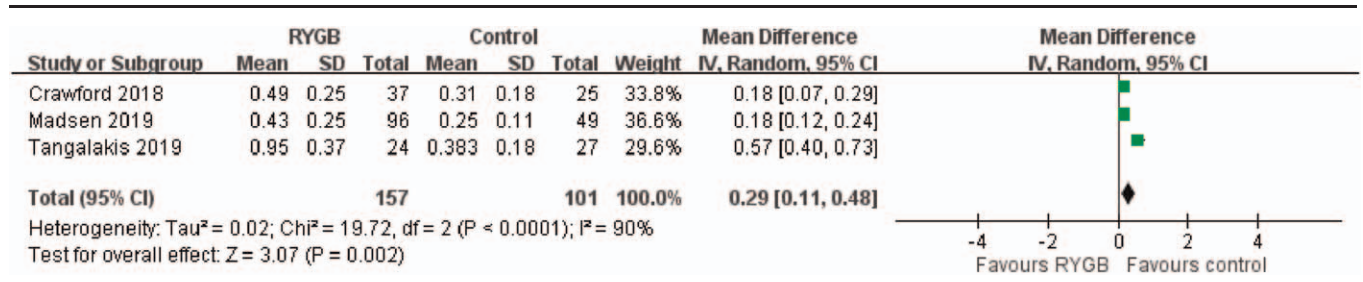 RYGB Control Mean Difference Mean Difference
Study or Subgroup Mean SD Total Mean SD Total Weight IV, Random, 95% CI IV, Random, 95% CI
Crawford 2018 0.49 0.25 37 0.31 0.18 25 33.8% 0.18 [0.07, 0.29]
Madsen 2019 0.43 0.25 96 0.25 0.11 49 36.6% 0.18 [0.12, 0.24]
Tangalakis 2019 0.95 0.37 24 0.383 0.18 27 29.6% 0.57 [0.40, 0.73]
Total (95% CI) 157 101 100.0% 0.29 [0.11, 0.48]
Heterogeneity: Tau² = 0.02; Chi² = 19.72, df = 2 (P < 0.0001); I² = 90%
Test for overall effect: Z = 3.07 (P = 0.002)
-4 -2 0 2 4
Favours RYGB Favours control